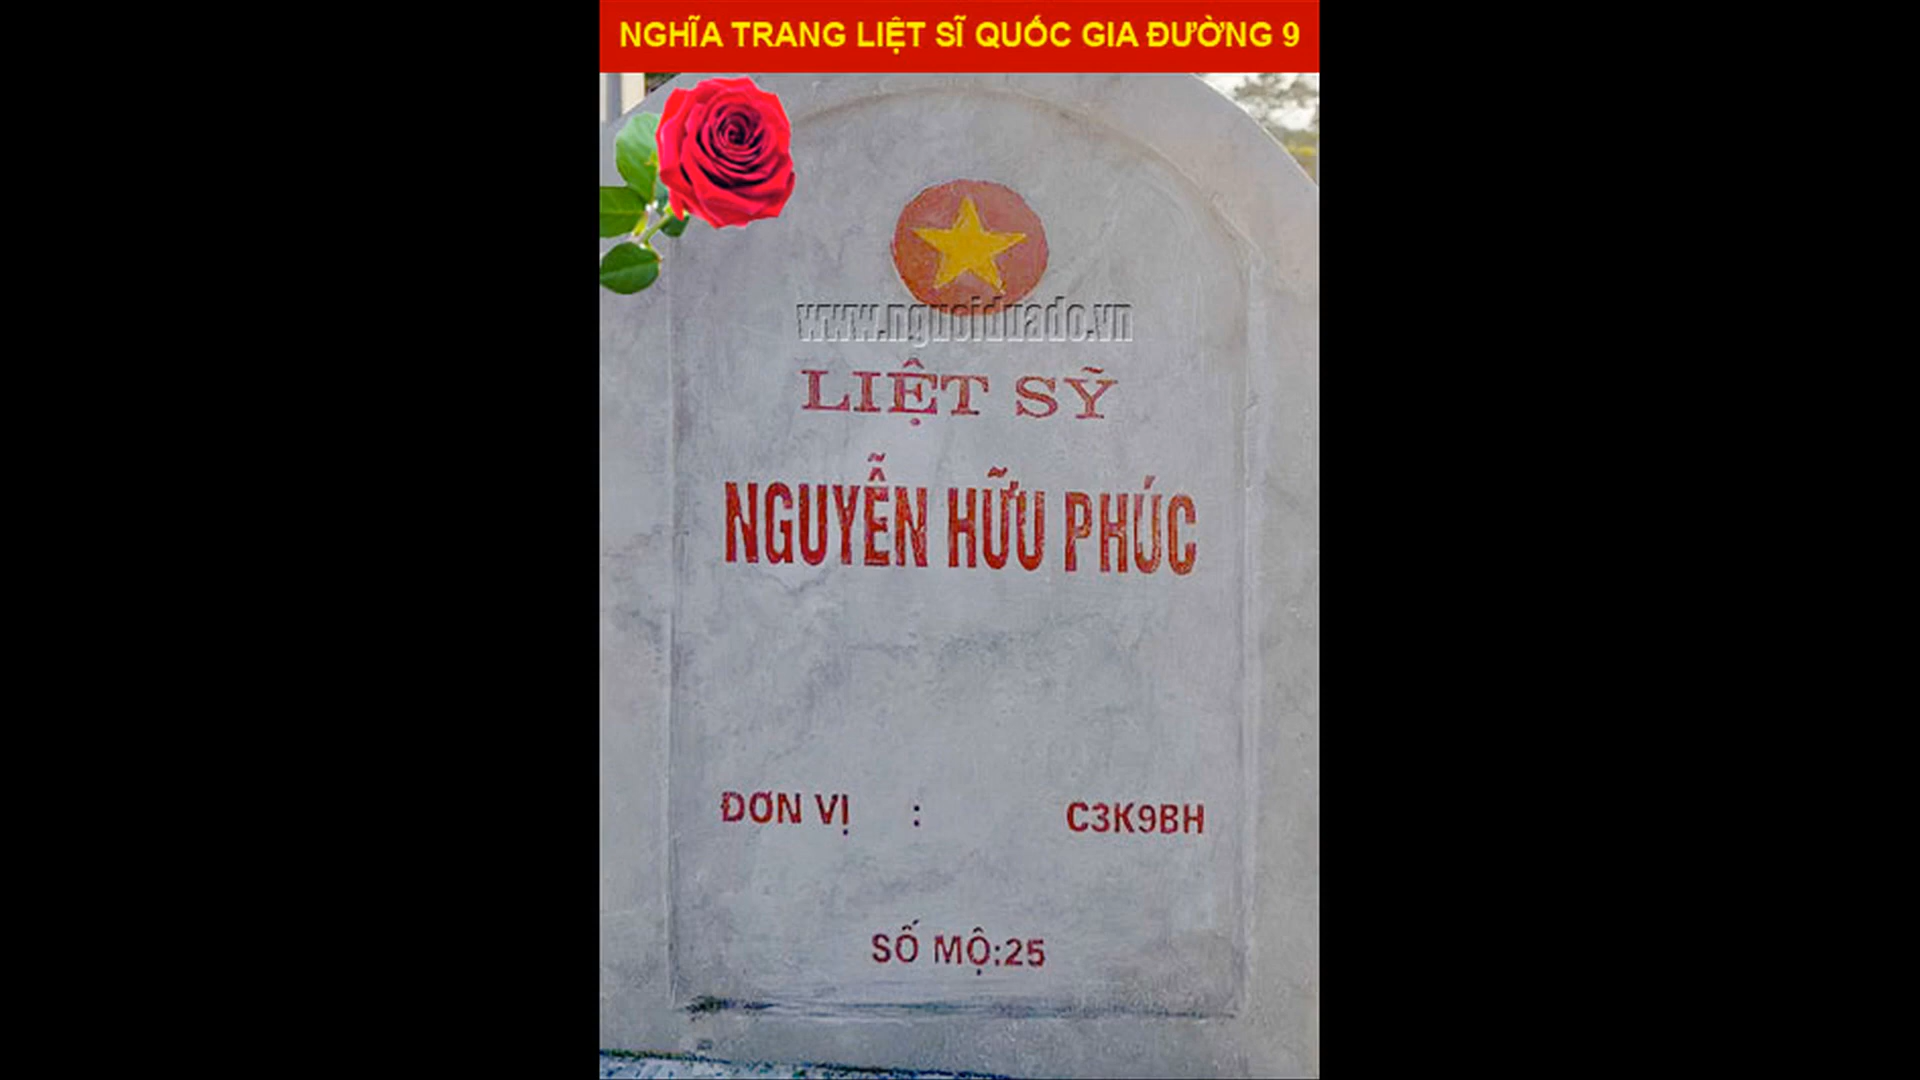 NGHĨA TRANG LIỆT SĨ QUỐC GIA ĐƯỜNG 9
www.nguoiduado.vn
LIỆT SỸ
NGUYỄN HỮU PHÚC
ĐƠN VỊ : C3K9BH
SỐ MỘ:25